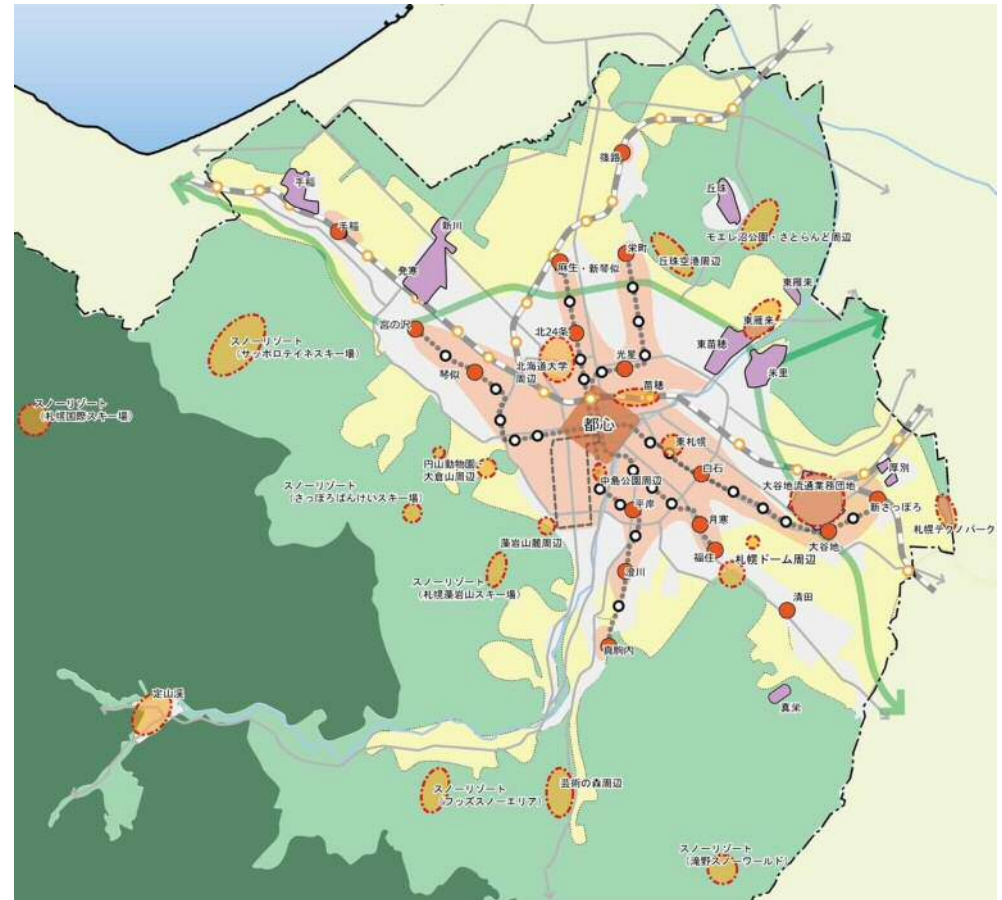 篠路
手稲
丘珠
手稲
新川
モエレ沼公園・さとらんど周辺
栄町
丘珠空港周辺
麻生・新琴似
発寒
東雁来
宮の沢
北24条
東雁来
スノーリゾート
(サッポロテイネスキー場)
東苗穂
光星
北海道大学
周辺
琴似
米里
苗穂
スノーリゾート
(札幌国際スキー場)
都心
東札幌
円山動物園・
大倉山周辺
白石
厚別
中島公園周辺
大谷地流通業務団地
スノーリゾート
(さっぽろばんけいスキー場)
平岸
新さっぽろ
月寒
札幌テクノパーク
藻岩山麓周辺
大谷地
福住
札幌ドーム周辺
澄川
スノーリゾート
(札幌藻岩山スキー場)
清田
真駒内
定山渓
真栄
スノーリゾート
(フッズスノーエリア)
芸術の森周辺
スノーリゾート
(滝野スノーワールド)